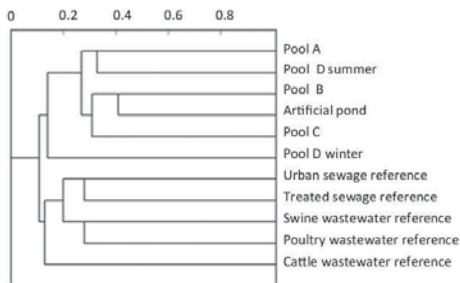 0 0.2 0.4 0.6 0.8
Pool A
Pool D summer
Pool B
Artificial pond
Pool C
Pool D winter
Urban sewage reference
Treated sewage reference
Swine wastewater reference
Poultry wastewater reference
Cattle wastewater reference